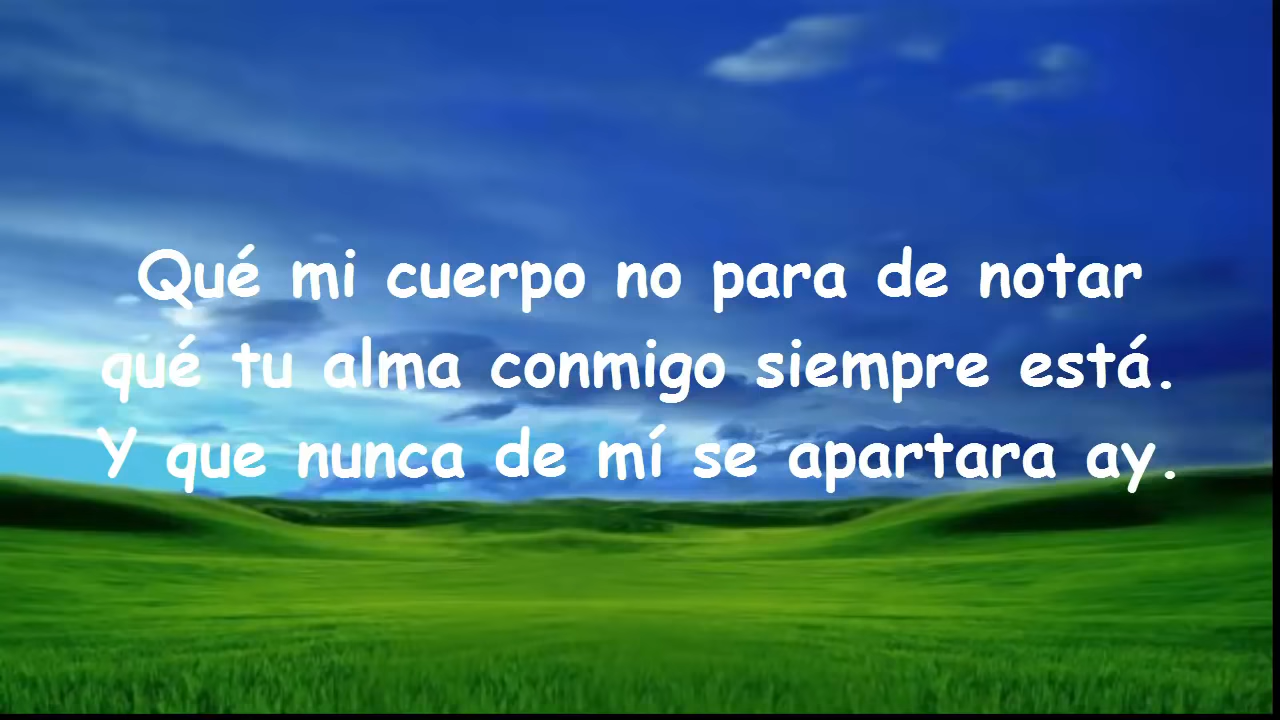 Qué mi cuerpo no para de notar
qué tu alma conmigo siempre está.
Y que nunca de mí se apartara ay.